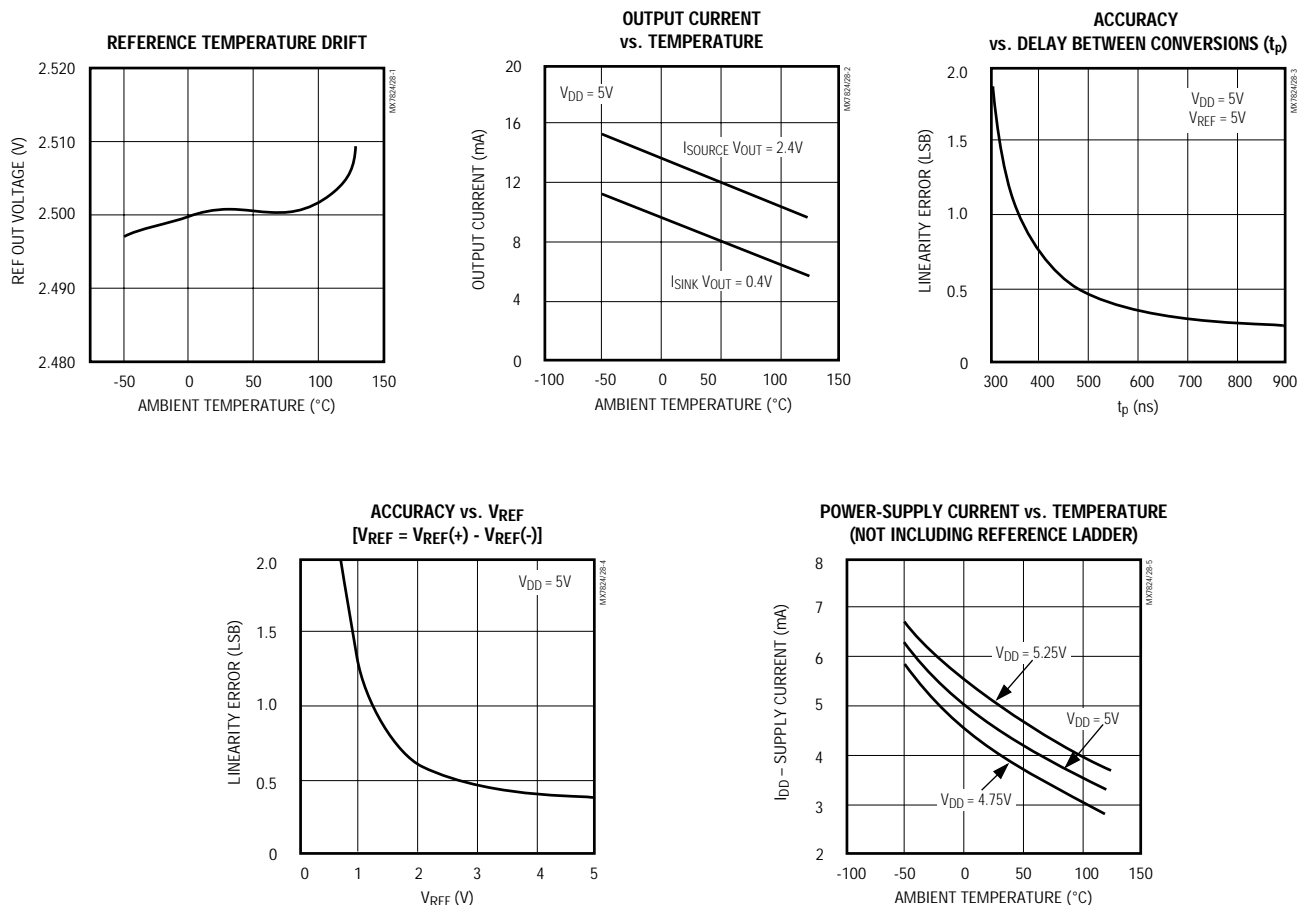 REFERENCE TEMPERATURE DRIFT
2.520
2.510
2.500
2.490
2.480
REF OUT VOLTAGE (V)
-50
0
50
100
150
AMBIENT TEMPERATURE (°C)
MX7824/28-1
OUTPUT CURRENT
vs. TEMPERATURE
20
16
12
8
4
0
OUTPUT CURRENT (mA)
VDD = 5V
ISOURCE VOUT = 2.4V
ISINK VOUT = 0.4V
-100
-50
0
50
100
150
AMBIENT TEMPERATURE (°C)
MX7824/28-2
ACCURACY
vs. DELAY BETWEEN CONVERSIONS (tp)
2.0
1.5
1.0
0.5
0
LINEARITY ERROR (LSB)
VDD = 5V
VREF = 5V
300
400
500
600
700
800
900
tp (ns)
MX7824/28-3
ACCURACY vs. VREF
[VREF = VREF(+) - VREF(-)]
2.0
1.5
1.0
0.5
0
LINEARITY ERROR (LSB)
VDD = 5V
0
1
2
3
4
5
VREF (V)
MX7824/28-4
POWER-SUPPLY CURRENT vs. TEMPERATURE
(NOT INCLUDING REFERENCE LADDER)
8
7
6
5
4
3
2
IDD – SUPPLY CURRENT (mA)
VDD = 5.25V
VDD = 5V
VDD = 4.75V
-100
-50
0
50
100
150
AMBIENT TEMPERATURE (°C)
MX7824/28-5